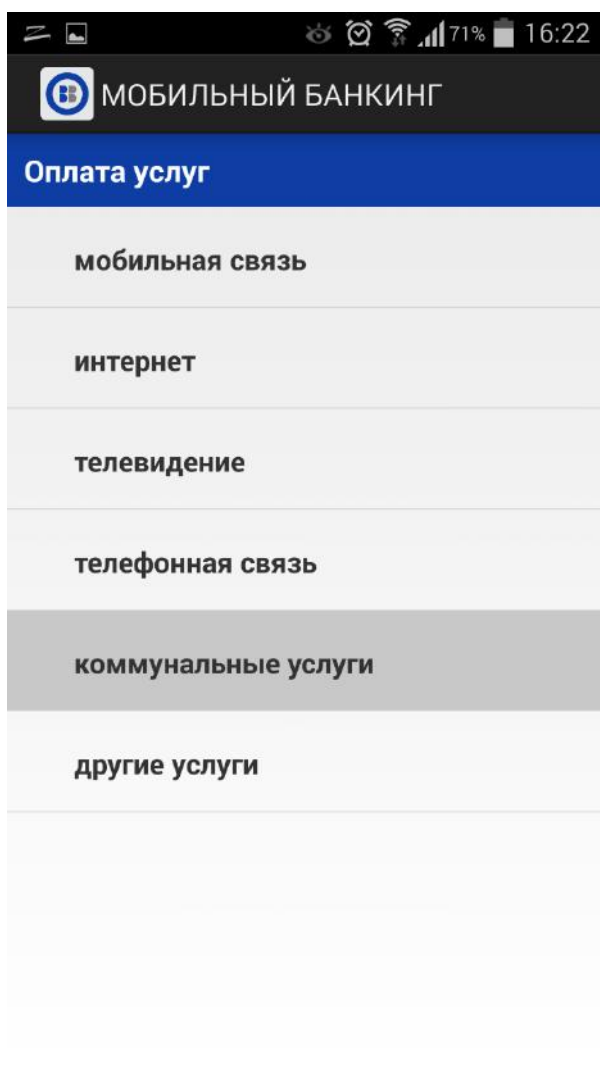 71% 16:22
МОБИЛЬНЫЙ БАНКИНГ
Оплата услуг
мобильная связь
интернет
телевидение
телефонная связь
коммунальные услуги
другие услуги